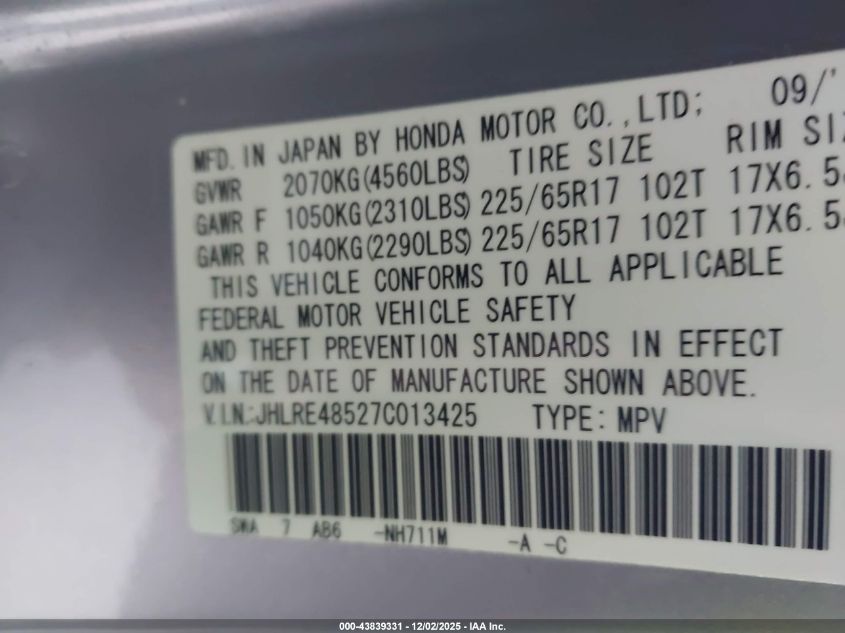 MFD. IN JAPAN BY HONDA MOTOR CO.,LTD; 09/'
GVWR 2070KG(4560LBS) TIRE SIZE RIM SIZ
GAWR F 1050KG(2310LBS) 225/65R17 102T 17X6.5J
GAWR R 1040KG(2290LBS) 225/65R17 102T 17X6.5J
THIS VEHICLE CONFORMS TO ALL APPLICABLE
FEDERAL MOTOR VEHICLE SAFETY
AND THEFT PREVENTION STANDARDS IN EFFECT
ON THE DATE OF MANUFACTURE SHOWN ABOVE.
V.I.N.:JHLRE48527C013425 TYPE: MPV
SWA 7 AB6 -NH711M -A -C
000-43839331 - 12/02/2025 - IAA Inc.